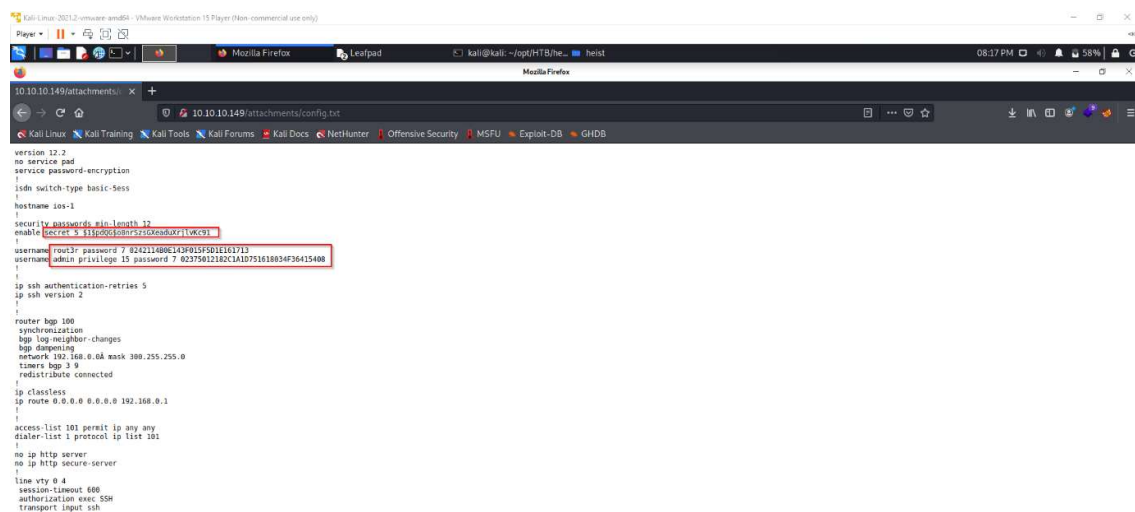 Kali-Linux-2021.2-vmware-amd64 - VMware Workstation 15 Player (Non-commercial use only)
Player
Mozilla Firefox Leafpad kali@kali: ~/opt/HTB/he... heist 08:17 PM 58%
Mozilla Firefox
10.10.10.149/attachments/c
10.10.10.149/attachments/config.txt
Kali Linux Kali Training Kali Tools Kali Forums Kali Docs NetHunter Offensive Security MSFU Exploit-DB GHDB
version 12.2
no service pad
service password-encryption
!
isdn switch-type basic-5ess
!
hostname ios-1
!
security passwords min-length 12
enable secret 5 $1$pdQG$o8nrSzsGXeaduXrjlvKc91
!
username rout3r password 7 0242114B0E143F015F5D1E161713
username admin privilege 15 password 7 02375012182C1A1D751618034F36415408
!
!
ip ssh authentication-retries 5
ip ssh version 2
!
!
router bgp 100
synchronization
bgp log-neighbor-changes
bgp dampening
network 192.168.0.0Â mask 300.255.255.0
timers bgp 3 9
redistribute connected
!
ip classless
ip route 0.0.0.0 0.0.0.0 192.168.0.1
!
!
access-list 101 permit ip any any
dialer-list 1 protocol ip list 101
!
no ip http server
no ip http secure-server
!
line vty 0 4
session-timeout 600
authorization exec SSH
transport input ssh